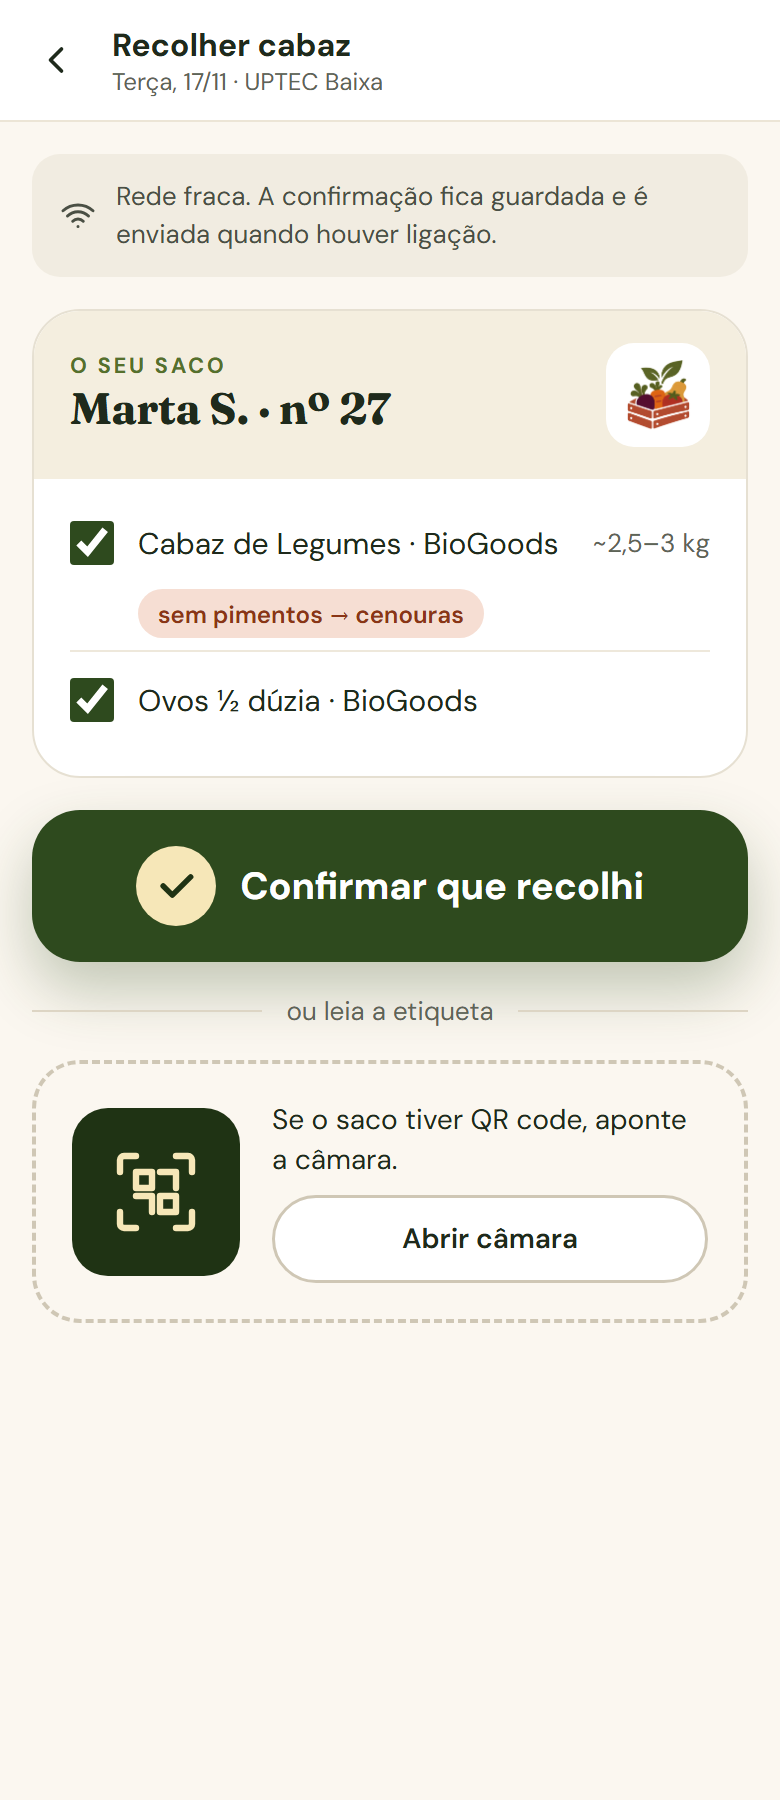 Recolher cabaz
Terça, 17/11 · UPTEC Baixa
Rede fraca. A confirmação fica guardada e é
enviada quando houver ligação.
O SEU SACO
Marta S. · nº 27
Cabaz de Legumes · BioGoods ~2,5–3 kg
sem pimentos → cenouras
Ovos ½ dúzia · BioGoods
Confirmar que recolhi
ou leia a etiqueta
Se o saco tiver QR code, aponte
a câmara.
Abrir câmara